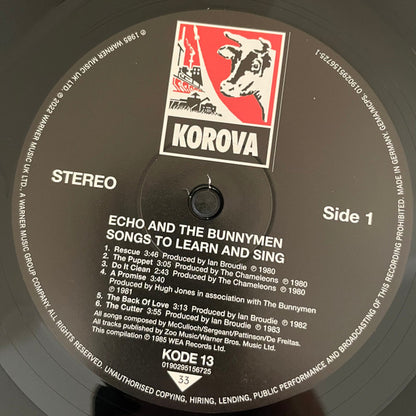 KOROVA
STEREO
Side 1
ECHO AND THE BUNNYMEN
SONGS TO LEARN AND SING
1. Rescue 3:46 Produced by Ian Broudie ℗ 1980
2. The Puppet 3:05 Produced by The Chameleons ℗ 1980
3. Do It Clean 2:43 Produced by The Chameleons ℗ 1980
4. A Promise 3:40
Produced by Hugh Jones in association with The Bunnymen
℗ 1981
5. The Back Of Love 3:13 Produced by Ian Broudie ℗ 1982
6. The Cutter 3:55 Produced by Ian Broudie ℗ 1983
All songs composed by McCulloch/Sergeant/Pattinson/De Freitas.
All tracks published by Zoo Music/Warner Bros. Music Ltd.
This compilation ℗ 1985 WEA Records Ltd.
KODE 13
0190295156725
33
℗ 1985 WARNER MUSIC UK LTD.
© 2022 WARNER MUSIC UK LTD. A WARNER MUSIC GROUP COMPANY. ALL RIGHTS RESERVED. UNAUTHORISED COPYING, HIRING, LENDING, PUBLIC PERFORMANCE AND BROADCASTING OF THIS RECORDING PROHIBITED. MADE IN GERMANY. GEMA/MCPS 0190295156725-1